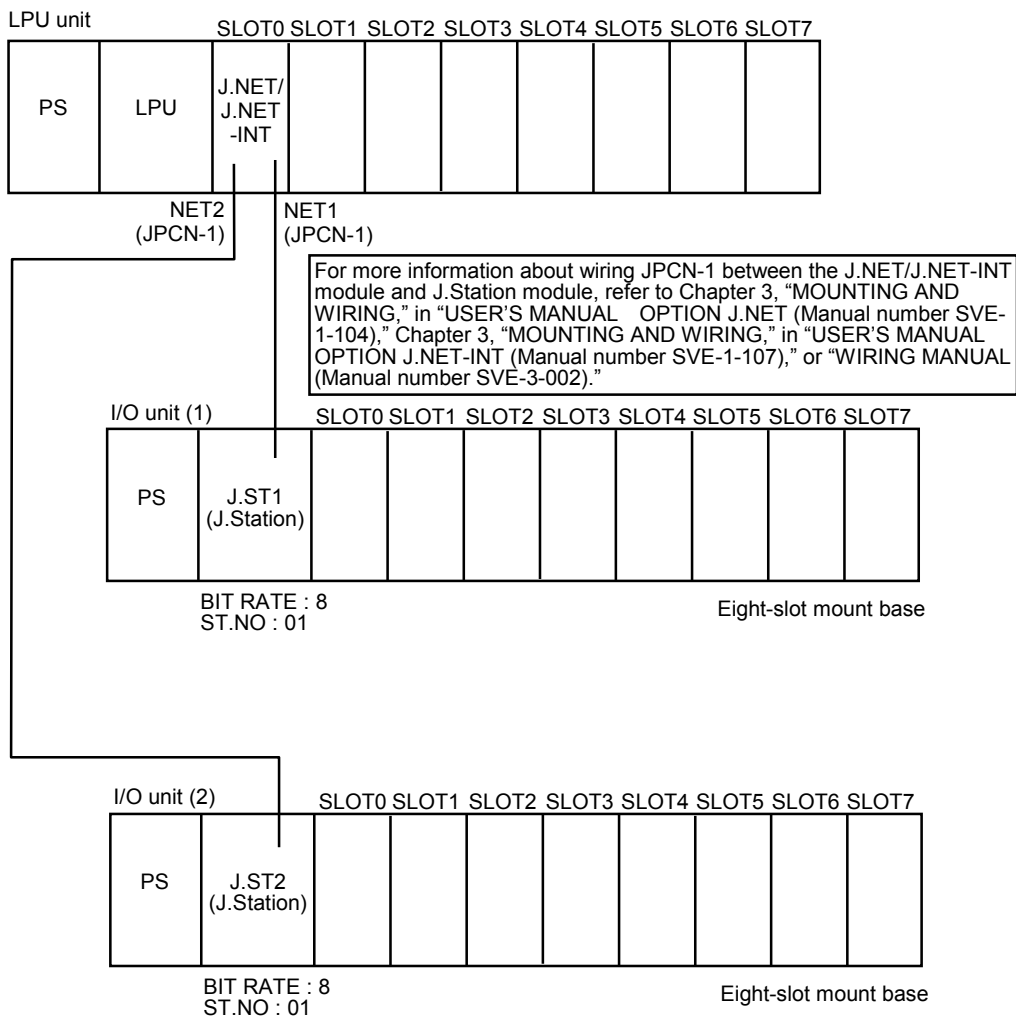 LPU unit
SLOT0 SLOT1 SLOT2 SLOT3 SLOT4 SLOT5 SLOT6 SLOT7
PS
LPU
J.NET/
J.NET
-INT
NET2
(JPCN-1)
NET1
(JPCN-1)
For more information about wiring JPCN-1 between the J.NET/J.NET-INT
module and J.Station module, refer to Chapter 3, “MOUNTING AND
WIRING,” in “USER’S MANUAL OPTION J.NET (Manual number SVE-
1-104),” Chapter 3, “MOUNTING AND WIRING,” in “USER’S MANUAL
OPTION J.NET-INT (Manual number SVE-1-107),” or “WIRING MANUAL
(Manual number SVE-3-002).”
I/O unit (1)
SLOT0 SLOT1 SLOT2 SLOT3 SLOT4 SLOT5 SLOT6 SLOT7
PS
J.ST1
(J.Station)
BIT RATE : 8
ST.NO : 01
Eight-slot mount base
I/O unit (2)
SLOT0 SLOT1 SLOT2 SLOT3 SLOT4 SLOT5 SLOT6 SLOT7
PS
J.ST2
(J.Station)
BIT RATE : 8
ST.NO : 01
Eight-slot mount base